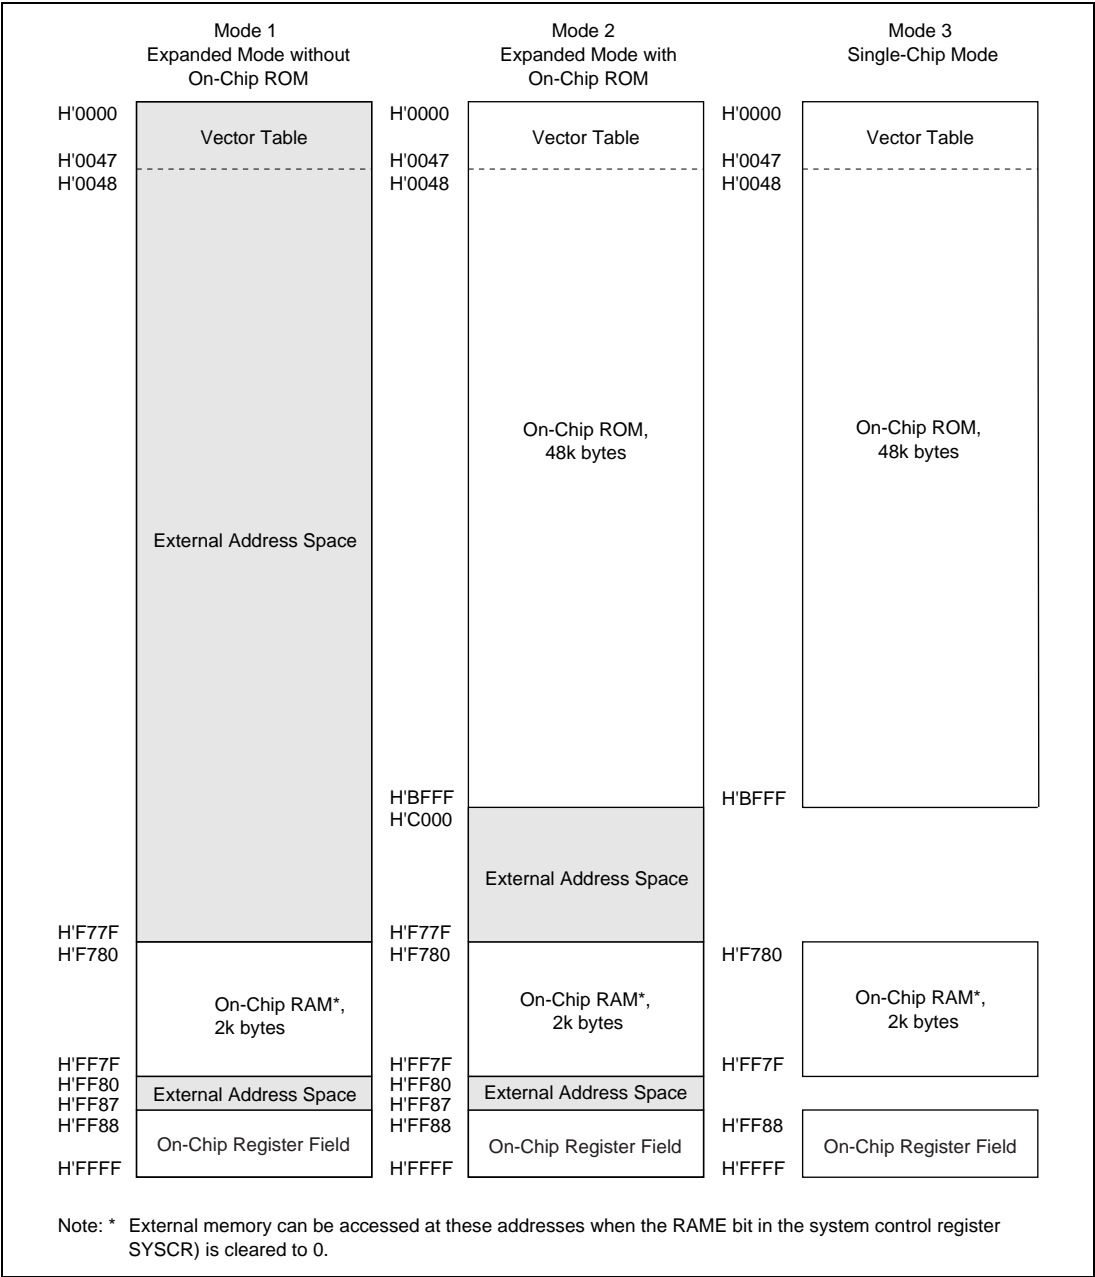 Mode 1
Expanded Mode without
On-Chip ROM
Mode 2
Expanded Mode with
On-Chip ROM
Mode 3
Single-Chip Mode
H'0000
Vector Table
H'0047
H'0048
External Address Space
H'F77F
H'F780
On-Chip RAM*,
2k bytes
H'FF7F
H'FF80
External Address Space
H'FF87
H'FF88
On-Chip Register Field
H'FFFF
H'0000
Vector Table
H'0047
H'0048
On-Chip ROM,
48k bytes
H'BFFF
H'C000
External Address Space
H'F77F
H'F780
On-Chip RAM*,
2k bytes
H'FF7F
H'FF80
External Address Space
H'FF87
H'FF88
On-Chip Register Field
H'FFFF
H'0000
Vector Table
H'0047
H'0048
On-Chip ROM,
48k bytes
H'BFFF
H'F780
On-Chip RAM*,
2k bytes
H'FF7F
H'FF88
On-Chip Register Field
H'FFFF
Note: * External memory can be accessed at these addresses when the RAME bit in the system control register
SYSCR) is cleared to 0.